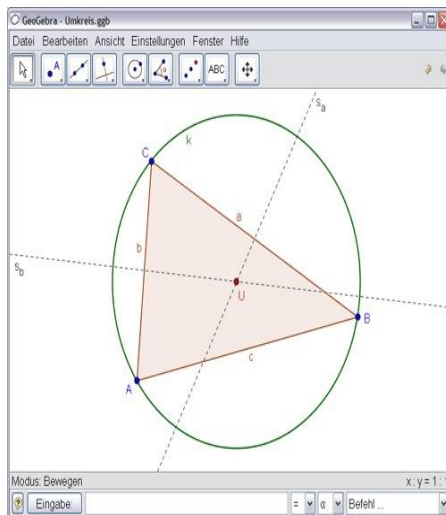 GeoGebra - Umkreis.ggb
Datei Bearbeiten Ansicht Einstellungen Fenster Hilfe
A ABC
s_a
k
C
a
b
s_b
U
B
c
A
Modus: Bewegen x : y = 1 :
Eingabe: = α Befehl ...